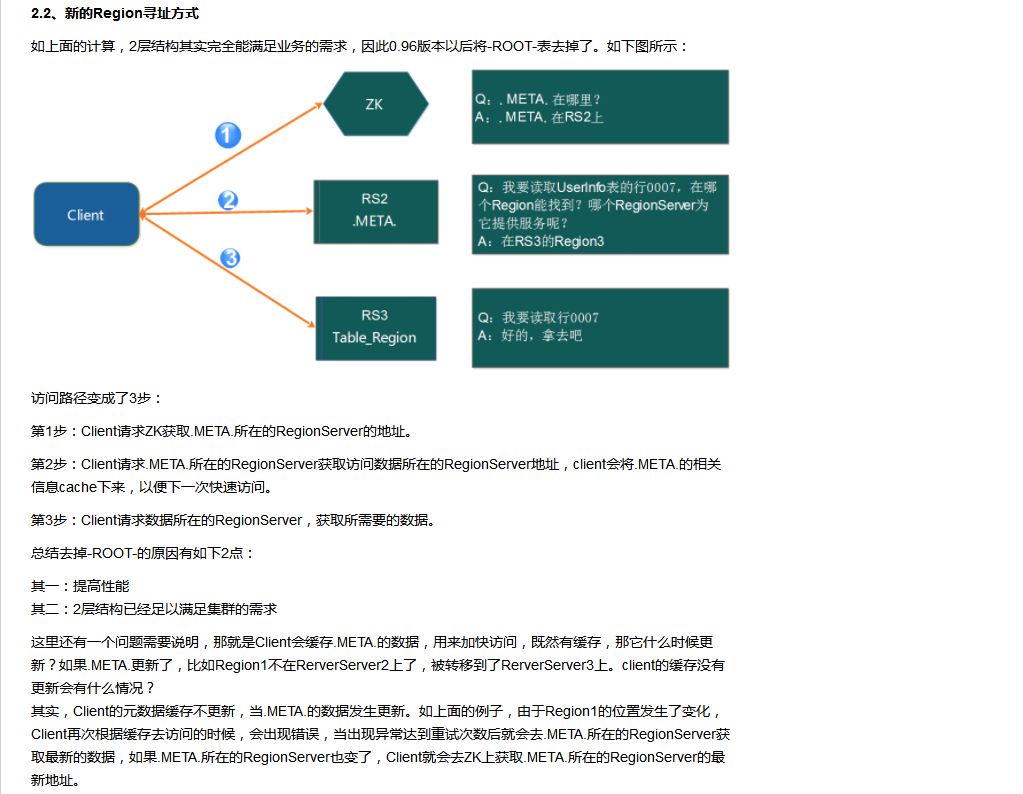 2.2、新的Region寻址方式
如上面的计算，2层结构其实完全能满足业务的需求，因此0.96版本以后将-ROOT-表去掉了。如下图所示：
ZK
Q：. META. 在哪里？
A：. META. 在RS2上
1
Client
2
RS2
.META.
Q：我要读取UserInfo表的行0007，在哪
个Region能找到？哪个RegionServer为
它提供服务呢？
A：在RS3的Region3
3
RS3
Table_Region
Q：我要读取行0007
A：好的，拿去吧
访问路径变成了3步：
第1步：Client请求ZK获取.META.所在的RegionServer的地址。
第2步：Client请求.META.所在的RegionServer获取访问数据所在的RegionServer地址，client会将.META.的相关
信息cache下来，以便下一次快速访问。
第3步：Client请求数据所在的RegionServer，获取所需要的数据。
总结去掉-ROOT-的原因有如下2点：
其一：提高性能
其二：2层结构已经足以满足集群的需求
这里还有一个问题需要说明，那就是Client会缓存.META.的数据，用来加快访问，既然有缓存，那它什么时候更
新？如果.META.更新了，比如Region1不在RerverServer2上了，被转移到了RerverServer3上。client的缓存没有
更新会有什么情况？
其实，Client的元数据缓存不更新，当.META.的数据发生更新。如上面的例子，由于Region1的位置发生了变化，
Client再次根据缓存去访问的时候，会出现错误，当出现异常达到重试次数后就会去.META.所在的RegionServer获
取最新的数据，如果.META.所在的RegionServer也变了，Client就会去ZK上获取.META.所在的RegionServer的最
新地址。